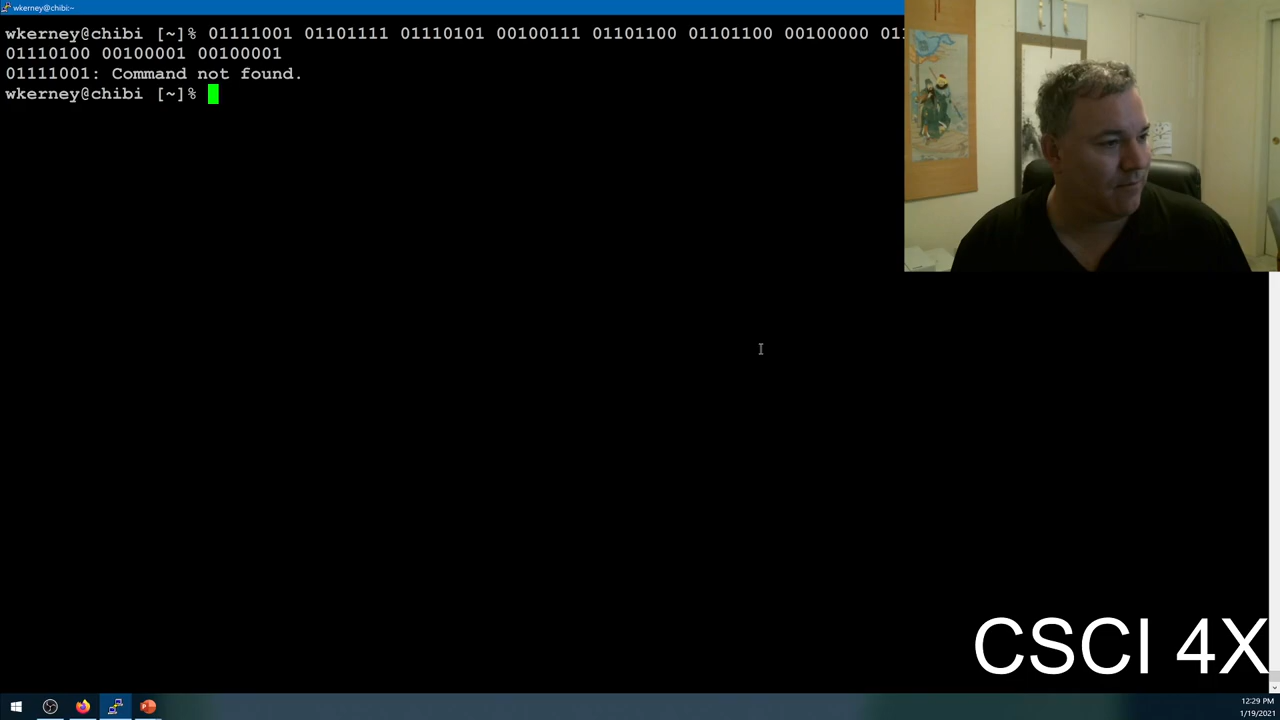 wkerney@chibi:~
wkerney@chibi [~]% 01111001 01101111 01110101 00100111 01101100 01101100 00100000
01110100 00100001 00100001
01111001: Command not found.
wkerney@chibi [~]%
CSCI 4X
12:29 PM
1/19/2021